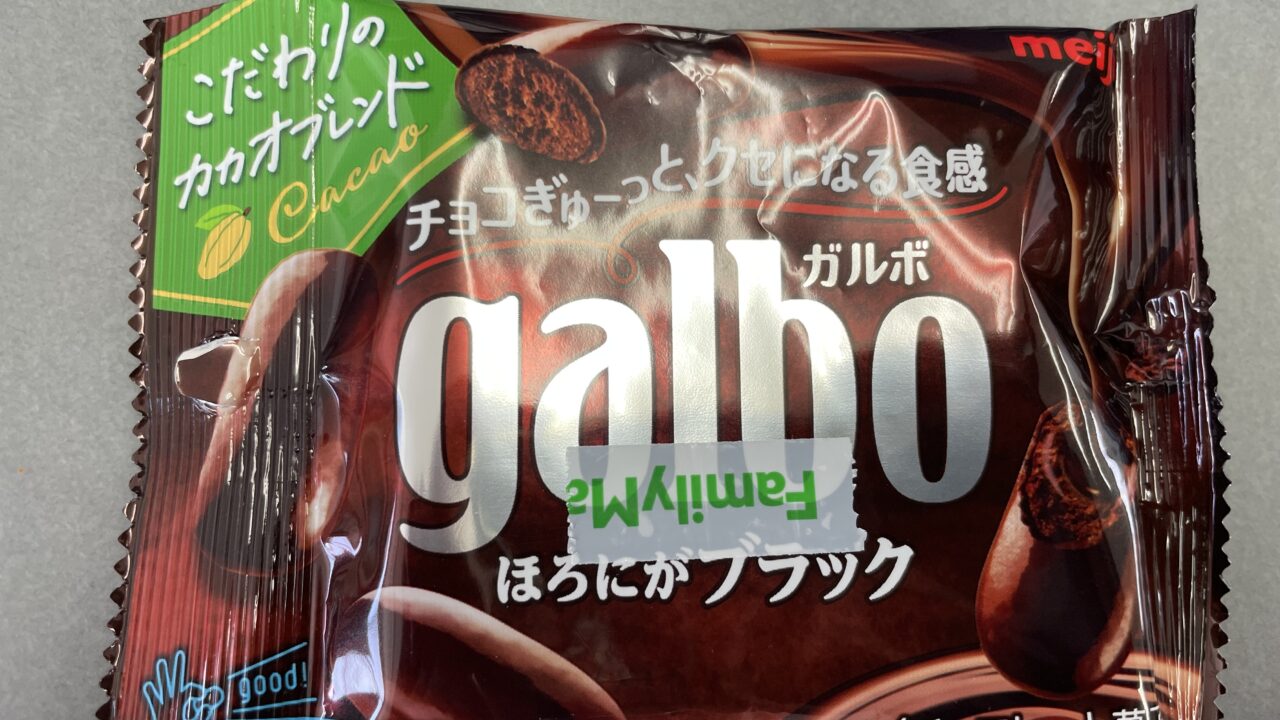 こだわりの
カカオブレンド
Cacao
meiji
チョコぎゅーっと、クセになる食感
ガルボ
galbo
FamilyMa
ほろにがブラック
good!